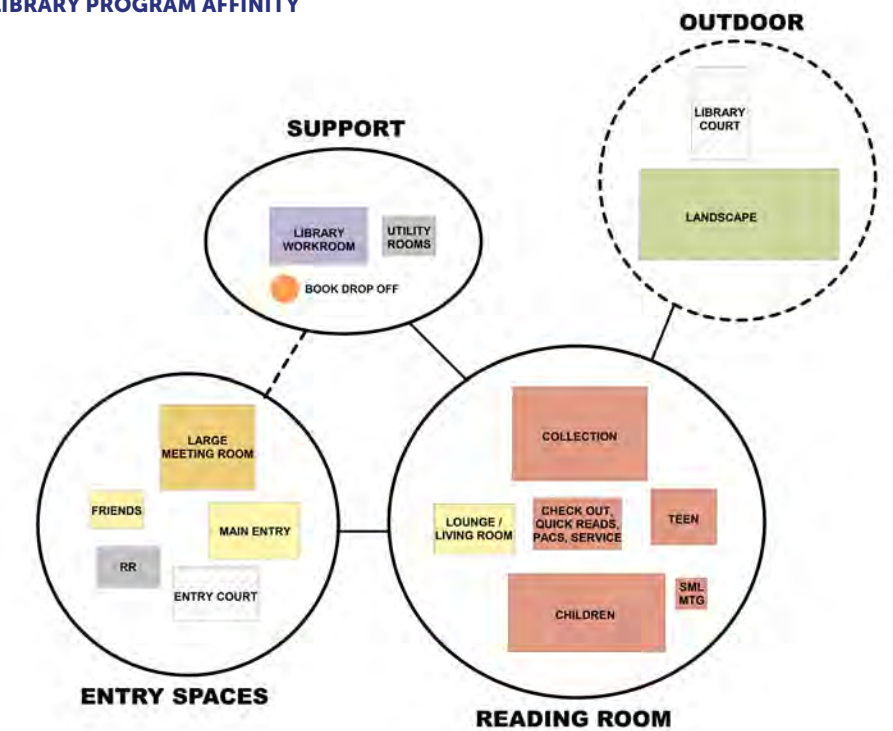 LIBRARY PROGRAM AFFINITY
OUTDOOR
LIBRARY
COURT
LANDSCAPE
SUPPORT
LIBRARY
WORKROOM
UTILITY
ROOMS
BOOK DROP OFF
LARGE
MEETING ROOM
FRIENDS
MAIN ENTRY
RR
ENTRY COURT
ENTRY SPACES
COLLECTION
LOUNGE /
LIVING ROOM
CHECK OUT,
QUICK READS,
PACS, SERVICE
TEEN
CHILDREN
SML
MTG
READING ROOM